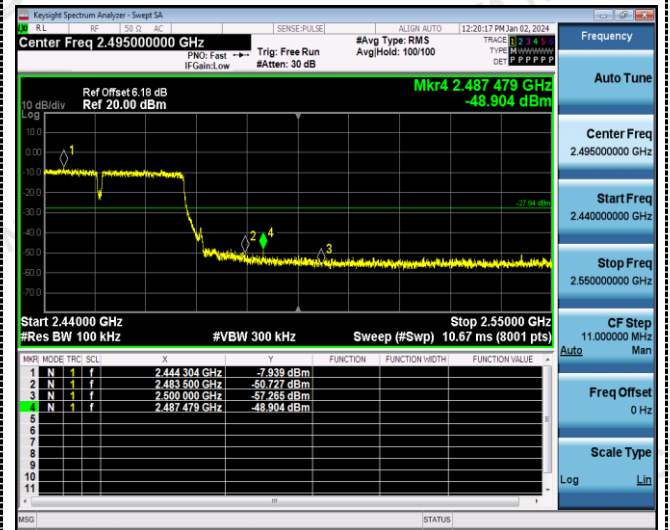 Keysight Spectrum Analyzer - Swept SA
RL RF 50 Ω AC SENSE:PULSE ALIGN AUTO 12:20:17 PM Jan 02, 2024
Center Freq 2.495000000 GHz
PNO: Fast
IFGain:Low
Trig: Free Run
#Atten: 30 dB
#Avg Type: RMS
Avg|Hold: 100/100
TRACE 1 2 3 4 5 6
TYPE M W W W W W
DET P P P P P P
Mkr4 2.487 479 GHz
-48.904 dBm
Ref Offset 6.18 dB
10 dB/div Ref 20.00 dBm
Log
10.0
0.00
-10.0
-20.0
-30.0
-40.0
-50.0
-60.0
-70.0
1
2
4
3
-27.94 dBm
Start 2.44000 GHz Stop 2.55000 GHz
#Res BW 100 kHz #VBW 300 kHz Sweep (#Swp) 10.67 ms (8001 pts)
MKR MODE TRC SCL X Y FUNCTION FUNCTION WIDTH FUNCTION VALUE
1 N 1 f 2.444 304 GHz -7.939 dBm
2 N 1 f 2.483 500 GHz -50.727 dBm
3 N 1 f 2.500 000 GHz -57.265 dBm
4 N 1 f 2.487 479 GHz -48.904 dBm
5
6
7
8
9
10
11
MSG STATUS
Frequency
Auto Tune
Center Freq
2.495000000 GHz
Start Freq
2.440000000 GHz
Stop Freq
2.550000000 GHz
CF Step
11.000000 MHz
Auto Man
Freq Offset
0 Hz
Scale Type
Log Lin